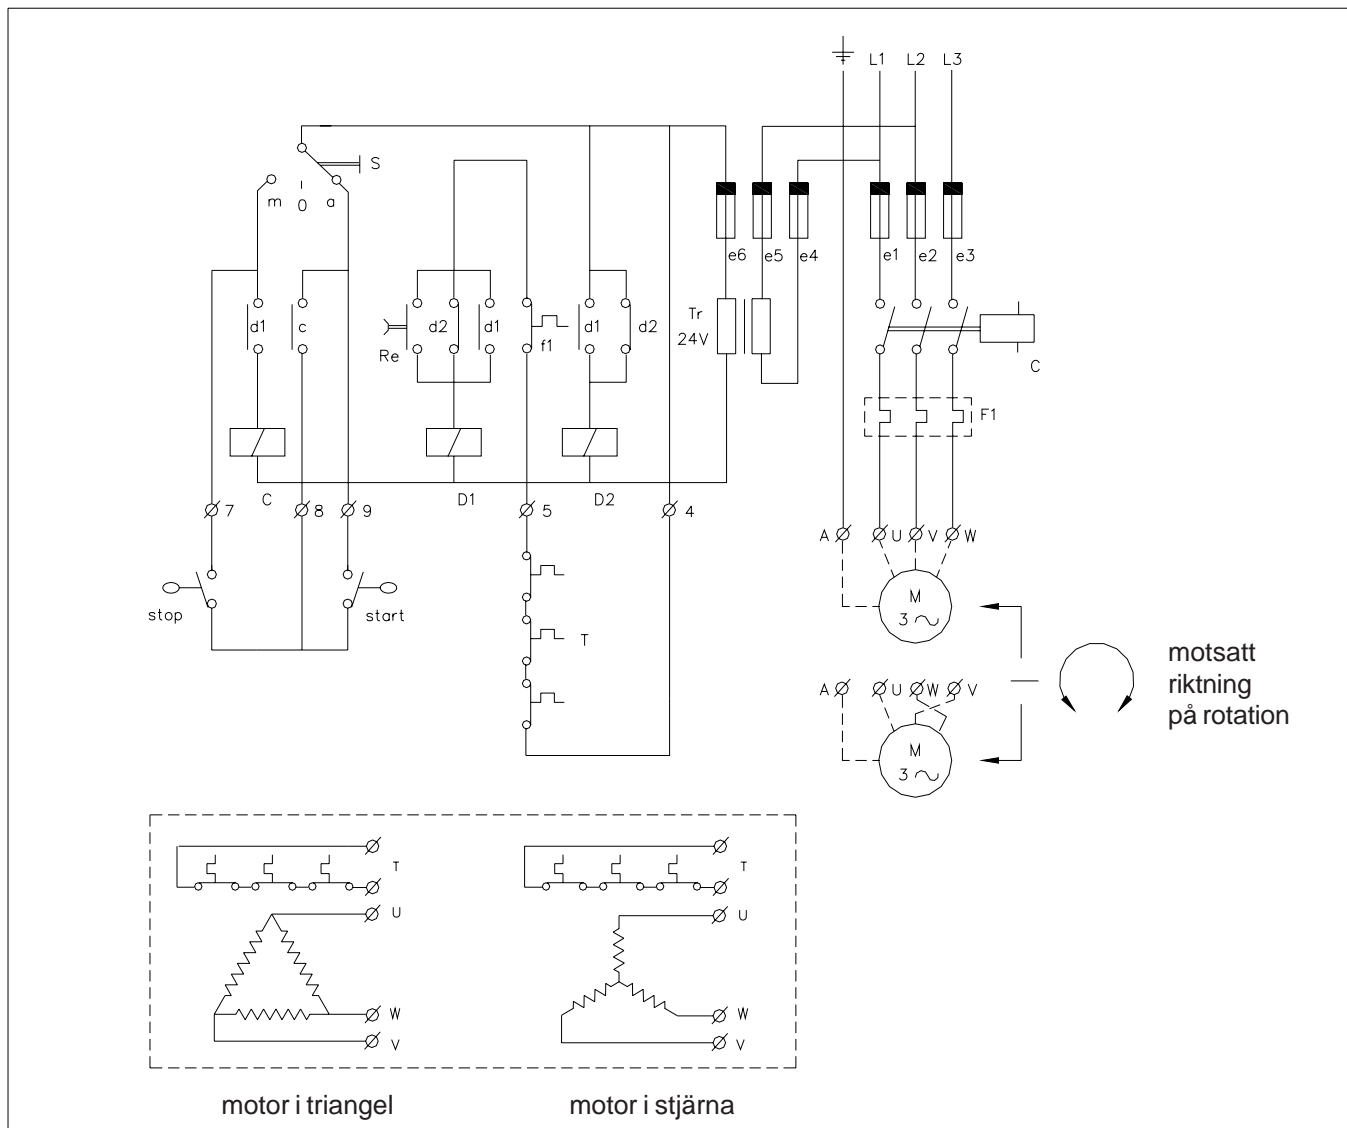 L1 L2 L3
S
m 0 a
e6 e5 e4 e1 e2 e3
d1 c d2 d1 d1 d2
Re f1
Tr
24V
C
F1
C D1 D2
7 8 9 5 4
A U V W
stop start
M
3
T
motsatt
riktning
på rotation
A U W V
M
3
T T
U U
W W
V V
motor i triangel motor i stjärna